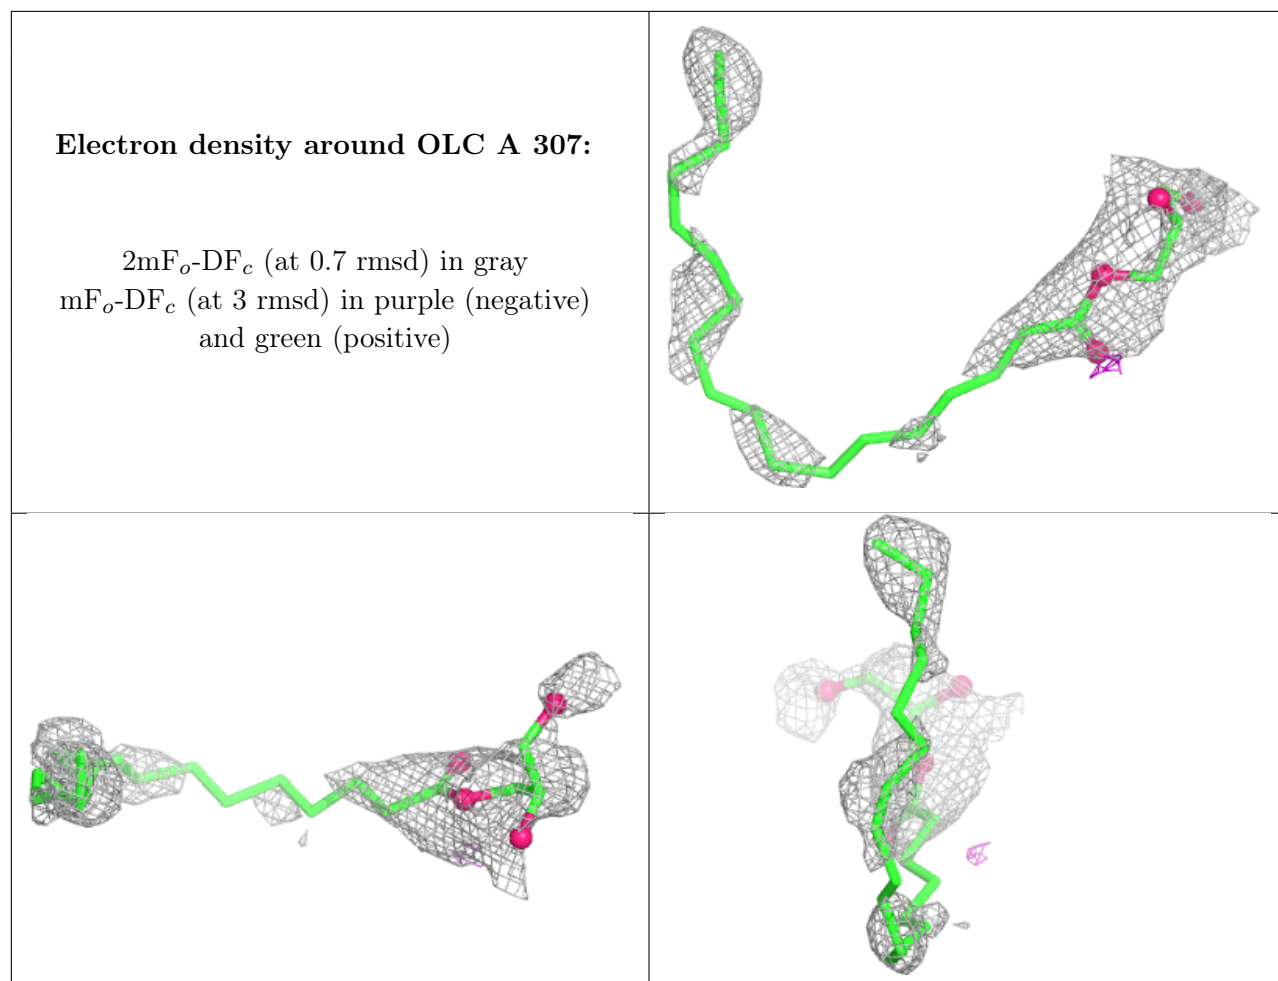 Electron density around OLC A 307:
2mFo-DFc (at 0.7 rmsd) in gray
mFo-DFc (at 3 rmsd) in purple (negative)
and green (positive)